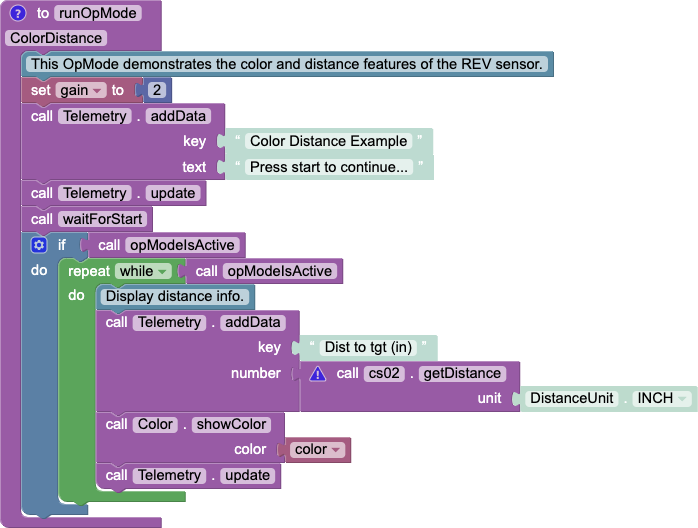 ? to runOpMode
ColorDistance
This OpMode demonstrates the color and distance features of the REV sensor.
set gain to 2
call Telemetry . addData
key “ Color Distance Example ”
text “ Press start to continue... ”
call Telemetry . update
call waitForStart
if call opModeIsActive
do repeat while call opModeIsActive
do Display distance info.
call Telemetry . addData
key “ Dist to tgt (in) ”
number ! call cs02 . getDistance
unit DistanceUnit . INCH
call Color . showColor
color color
call Telemetry . update